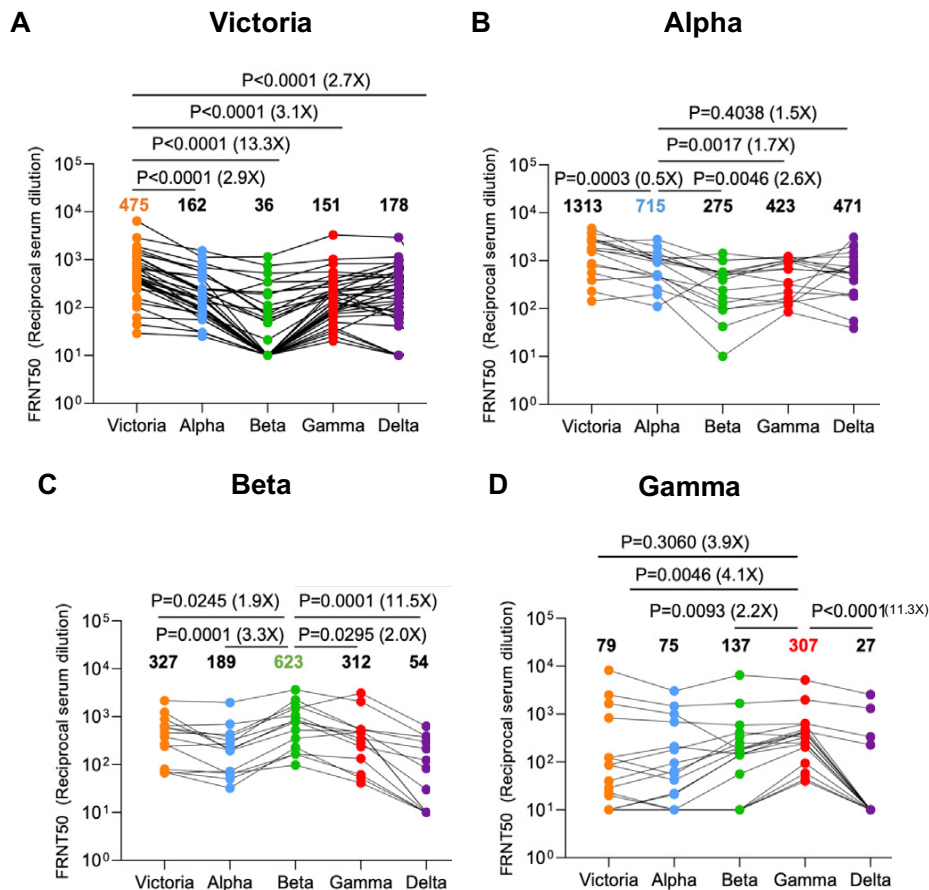 A
Victoria
P<0.0001 (2.7X)
P<0.0001 (3.1X)
P<0.0001 (13.3X)
P<0.0001 (2.9X)
475 162 36 151 178
FRNT50 (Reciprocal serum dilution)
10⁵
10⁴
10³
10²
10¹
10⁰
Victoria Alpha Beta Gamma Delta
B
Alpha
P=0.4038 (1.5X)
P=0.0017 (1.7X)
P=0.0003 (0.5X) P=0.0046 (2.6X)
1313 715 275 423 471
FRNT50 (Reciprocal serum dilution)
10⁵
10⁴
10³
10²
10¹
10⁰
Victoria Alpha Beta Gamma Delta
C
Beta
P=0.0245 (1.9X) P=0.0001 (11.5X)
P=0.0001 (3.3X) P=0.0295 (2.0X)
327 189 623 312 54
FRNT50 (Reciprocal serum dilution)
10⁵
10⁴
10³
10²
10¹
10⁰
Victoria Alpha Beta Gamma Delta
D
Gamma
P=0.3060 (3.9X)
P=0.0046 (4.1X)
P=0.0093 (2.2X) P<0.0001(11.3X)
79 75 137 307 27
FRNT50 (Reciprocal serum dilution)
10⁵
10⁴
10³
10²
10¹
10⁰
Victoria Alpha Beta Gamma Delta